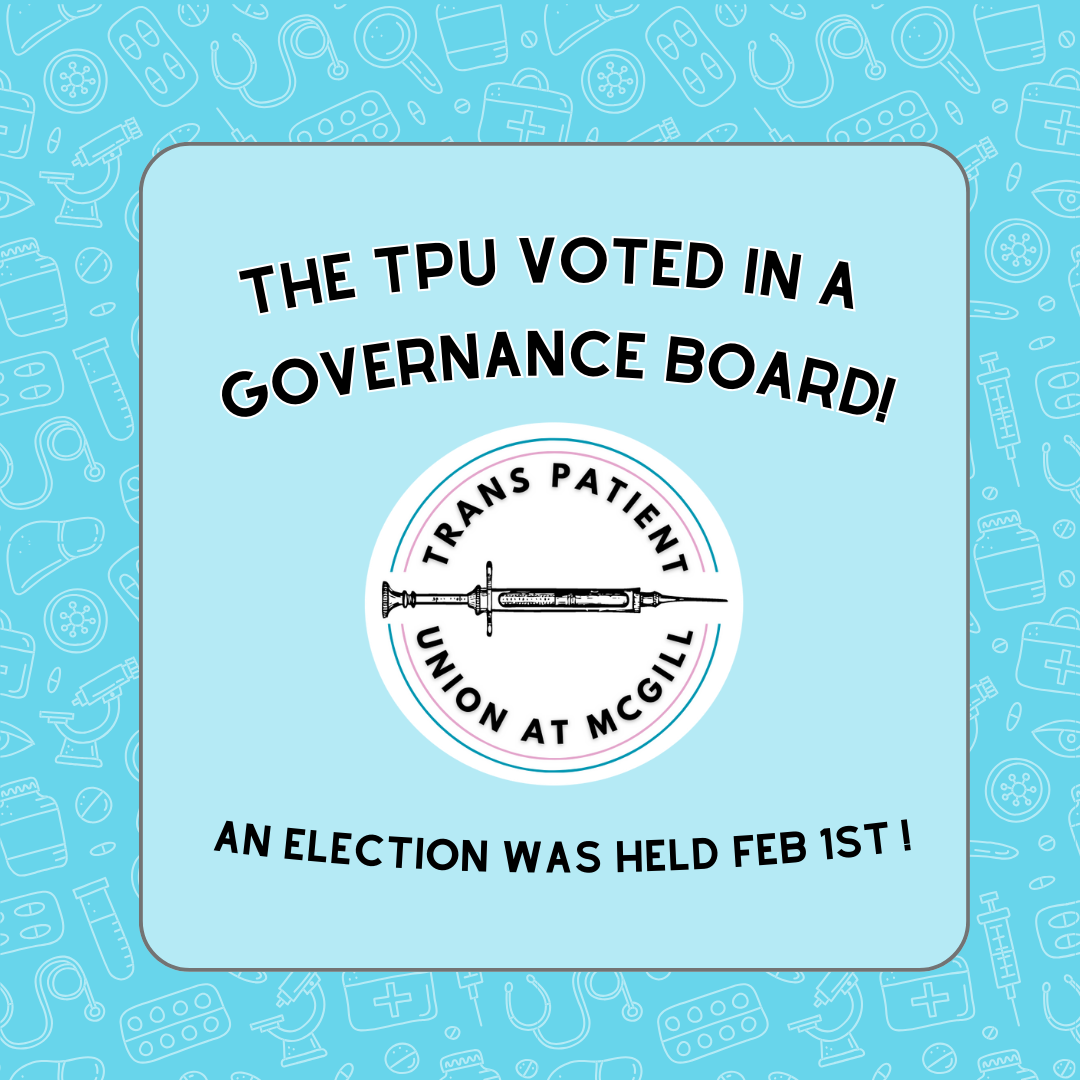 THE TPU VOTED IN A
GOVERNANCE BOARD!
TRANS PATIENT
UNION AT MCGILL
AN ELECTION WAS HELD FEB 1ST !